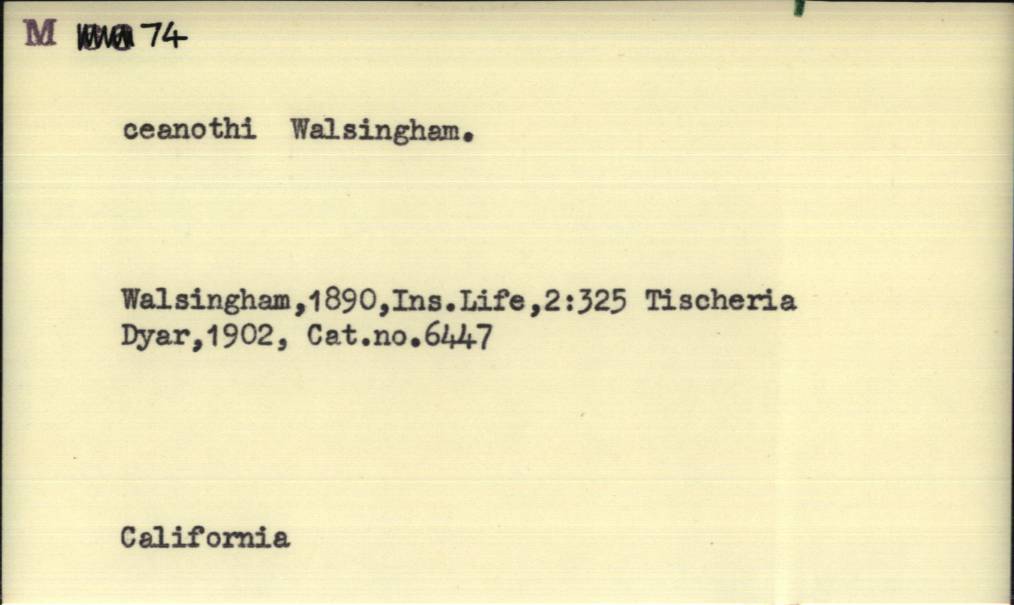 M 74
ceanothi Walsingham.
Walsingham,1890,Ins.Life,2:325 Tischeria
Dyar,1902, Cat.no.6447
California